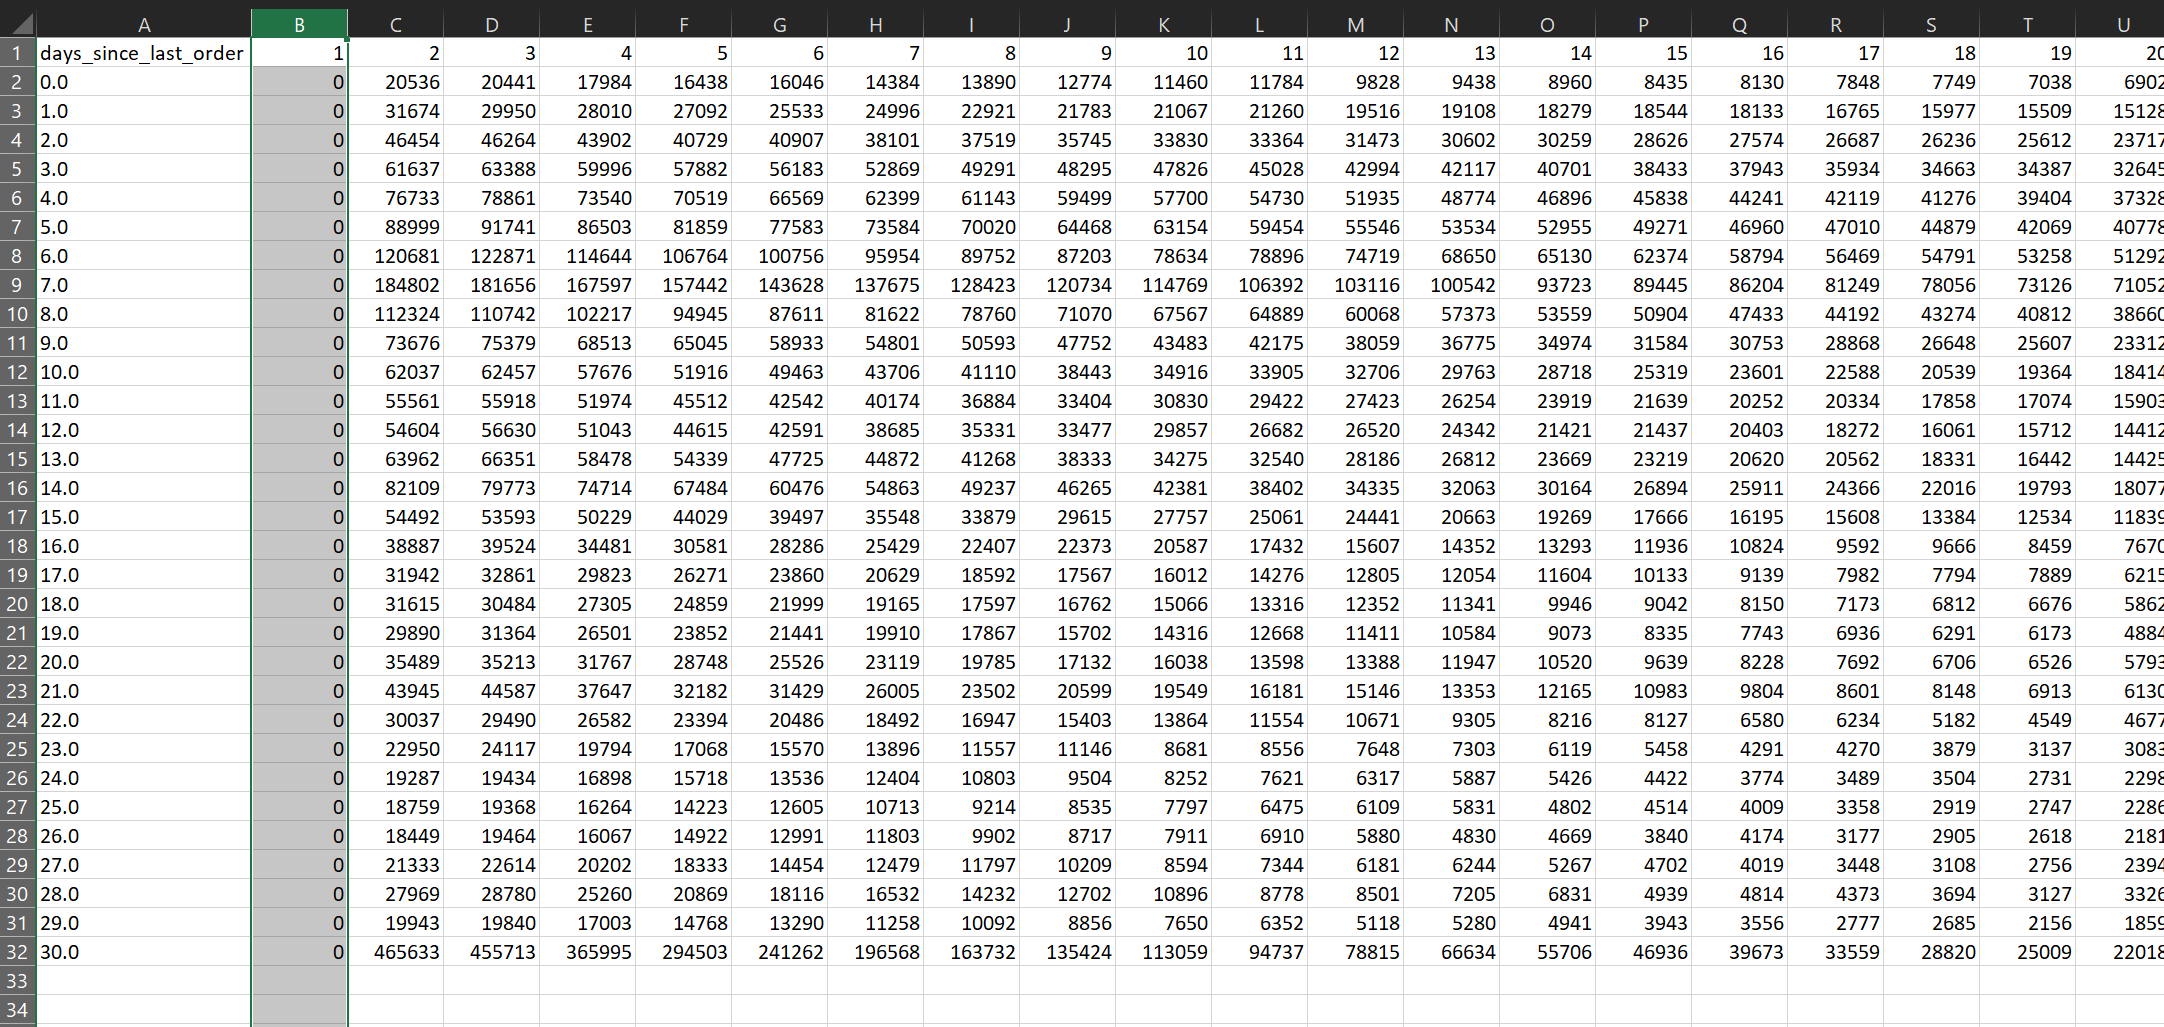 A B C D E F G H I J K L M N O P Q R S T U
1 days_since_last_order 1 2 3 4 5 6 7 8 9 10 11 12 13 14 15 16 17 18 19 20
2 0.0 0 20536 20441 17984 16438 16046 14384 13890 12774 11460 11784 9828 9438 8960 8435 8130 7848 7749 7038 6902
3 1.0 0 31674 29950 28010 27092 25533 24996 22921 21783 21067 21260 19516 19108 18279 18544 18133 16765 15977 15509 15128
4 2.0 0 46454 46264 43902 40729 40907 38101 37519 35745 33830 33364 31473 30602 30259 28626 27574 26687 26236 25612 23717
5 3.0 0 61637 63388 59996 57882 56183 52869 49291 48295 47826 45028 42994 42117 40701 38433 37943 35934 34663 34387 32645
6 4.0 0 76733 78861 73540 70519 66569 62399 61143 59499 57700 54730 51935 48774 46896 45838 44241 42119 41276 39404 37328
7 5.0 0 88999 91741 86503 81859 77583 73584 70020 64468 63154 59454 55546 53534 52955 49271 46960 47010 44879 42069 40778
8 6.0 0 120681 122871 114644 106764 100756 95954 89752 87203 78634 78896 74719 68650 65130 62374 58794 56469 54791 53258 51292
9 7.0 0 184802 181656 167597 157442 143628 137675 128423 120734 114769 106392 103116 100542 93723 89445 86204 81249 78056 73126 71052
10 8.0 0 112324 110742 102217 94945 87611 81622 78760 71070 67567 64889 60068 57373 53559 50904 47433 44192 43274 40812 38660
11 9.0 0 73676 75379 68513 65045 58933 54801 50593 47752 43483 42175 38059 36775 34974 31584 30753 28868 26648 25607 23312
12 10.0 0 62037 62457 57676 51916 49463 43706 41110 38443 34916 33905 32706 29763 28718 25319 23601 22588 20539 19364 18414
13 11.0 0 55561 55918 51974 45512 42542 40174 36884 33404 30830 29422 27423 26254 23919 21639 20252 20334 17858 17074 15903
14 12.0 0 54604 56630 51043 44615 42591 38685 35331 33477 29857 26682 26520 24342 21421 21437 20403 18272 16061 15712 14412
15 13.0 0 63962 66351 58478 54339 47725 44872 41268 38333 34275 32540 28186 26812 23669 23219 20620 20562 18331 16442 14425
16 14.0 0 82109 79773 74714 67484 60476 54863 49237 46265 42381 38402 34335 32063 30164 26894 25911 24366 22016 19793 18077
17 15.0 0 54492 53593 50229 44029 39497 35548 33879 29615 27757 25061 24441 20663 19269 17666 16195 15608 13384 12534 11839
18 16.0 0 38887 39524 34481 30581 28286 25429 22407 22373 20587 17432 15607 14352 13293 11936 10824 9592 9666 8459 7670
19 17.0 0 31942 32861 29823 26271 23860 20629 18592 17567 16012 14276 12805 12054 11604 10133 9139 7982 7794 7889 6215
20 18.0 0 31615 30484 27305 24859 21999 19165 17597 16762 15066 13316 12352 11341 9946 9042 8150 7173 6812 6676 5862
21 19.0 0 29890 31364 26501 23852 21441 19910 17867 15702 14316 12668 11411 10584 9073 8335 7743 6936 6291 6173 4884
22 20.0 0 35489 35213 31767 28748 25526 23119 19785 17132 16038 13598 13388 11947 10520 9639 8228 7692 6706 6526 5793
23 21.0 0 43945 44587 37647 32182 31429 26005 23502 20599 19549 16181 15146 13353 12165 10983 9804 8601 8148 6913 6130
24 22.0 0 30037 29490 26582 23394 20486 18492 16947 15403 13864 11554 10671 9305 8216 8127 6580 6234 5182 4549 4677
25 23.0 0 22950 24117 19794 17068 15570 13896 11557 11146 8681 8556 7648 7303 6119 5458 4291 4270 3879 3137 3083
26 24.0 0 19287 19434 16898 15718 13536 12404 10803 9504 8252 7621 6317 5887 5426 4422 3774 3489 3504 2731 2298
27 25.0 0 18759 19368 16264 14223 12605 10713 9214 8535 7797 6475 6109 5831 4802 4514 4009 3358 2919 2747 2286
28 26.0 0 18449 19464 16067 14922 12991 11803 9902 8717 7911 6910 5880 4830 4669 3840 4174 3177 2905 2618 2181
29 27.0 0 21333 22614 20202 18333 14454 12479 11797 10209 8594 7344 6181 6244 5267 4702 4019 3448 3108 2756 2394
30 28.0 0 27969 28780 25260 20869 18116 16532 14232 12702 10896 8778 8501 7205 6831 4939 4814 4373 3694 3127 3326
31 29.0 0 19943 19840 17003 14768 13290 11258 10092 8856 7650 6352 5118 5280 4941 3943 3556 2777 2685 2156 1859
32 30.0 0 465633 455713 365995 294503 241262 196568 163732 135424 113059 94737 78815 66634 55706 46936 39673 33559 28820 25009 22018
33
34